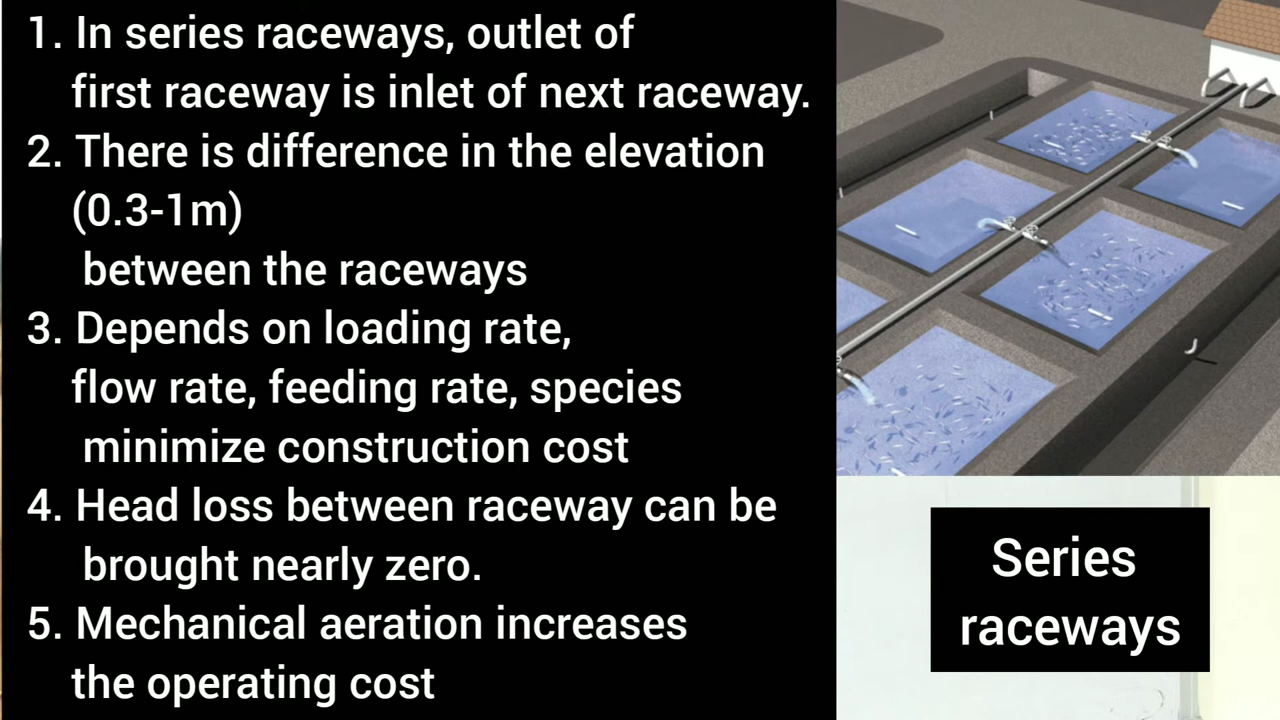 1. In series raceways, outlet of
first raceway is inlet of next raceway.
2. There is difference in the elevation
(0.3-1m)
between the raceways
3. Depends on loading rate,
flow rate, feeding rate, species
minimize construction cost
4. Head loss between raceway can be
brought nearly zero.
5. Mechanical aeration increases
the operating cost
Series
raceways